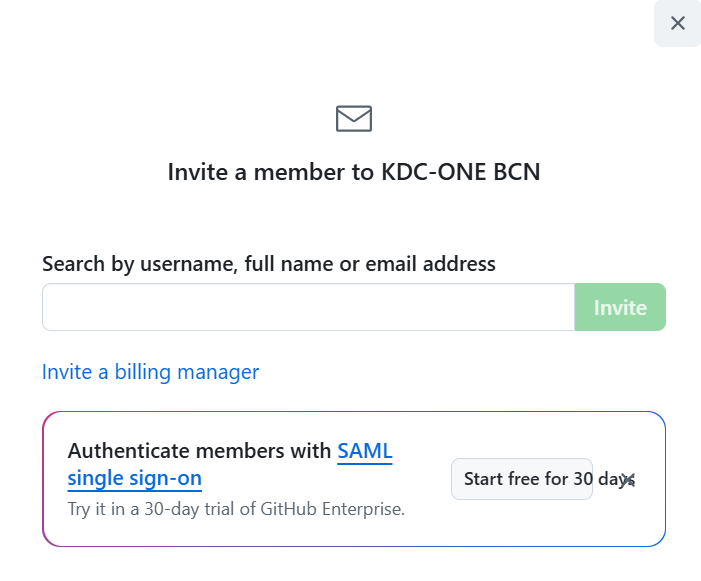 Invite a member to KDC-ONE BCN
Search by username, full name or email address
Invite
Invite a billing manager
Authenticate members with SAML
single sign-on
Try it in a 30-day trial of GitHub Enterprise.
Start free for 30 days